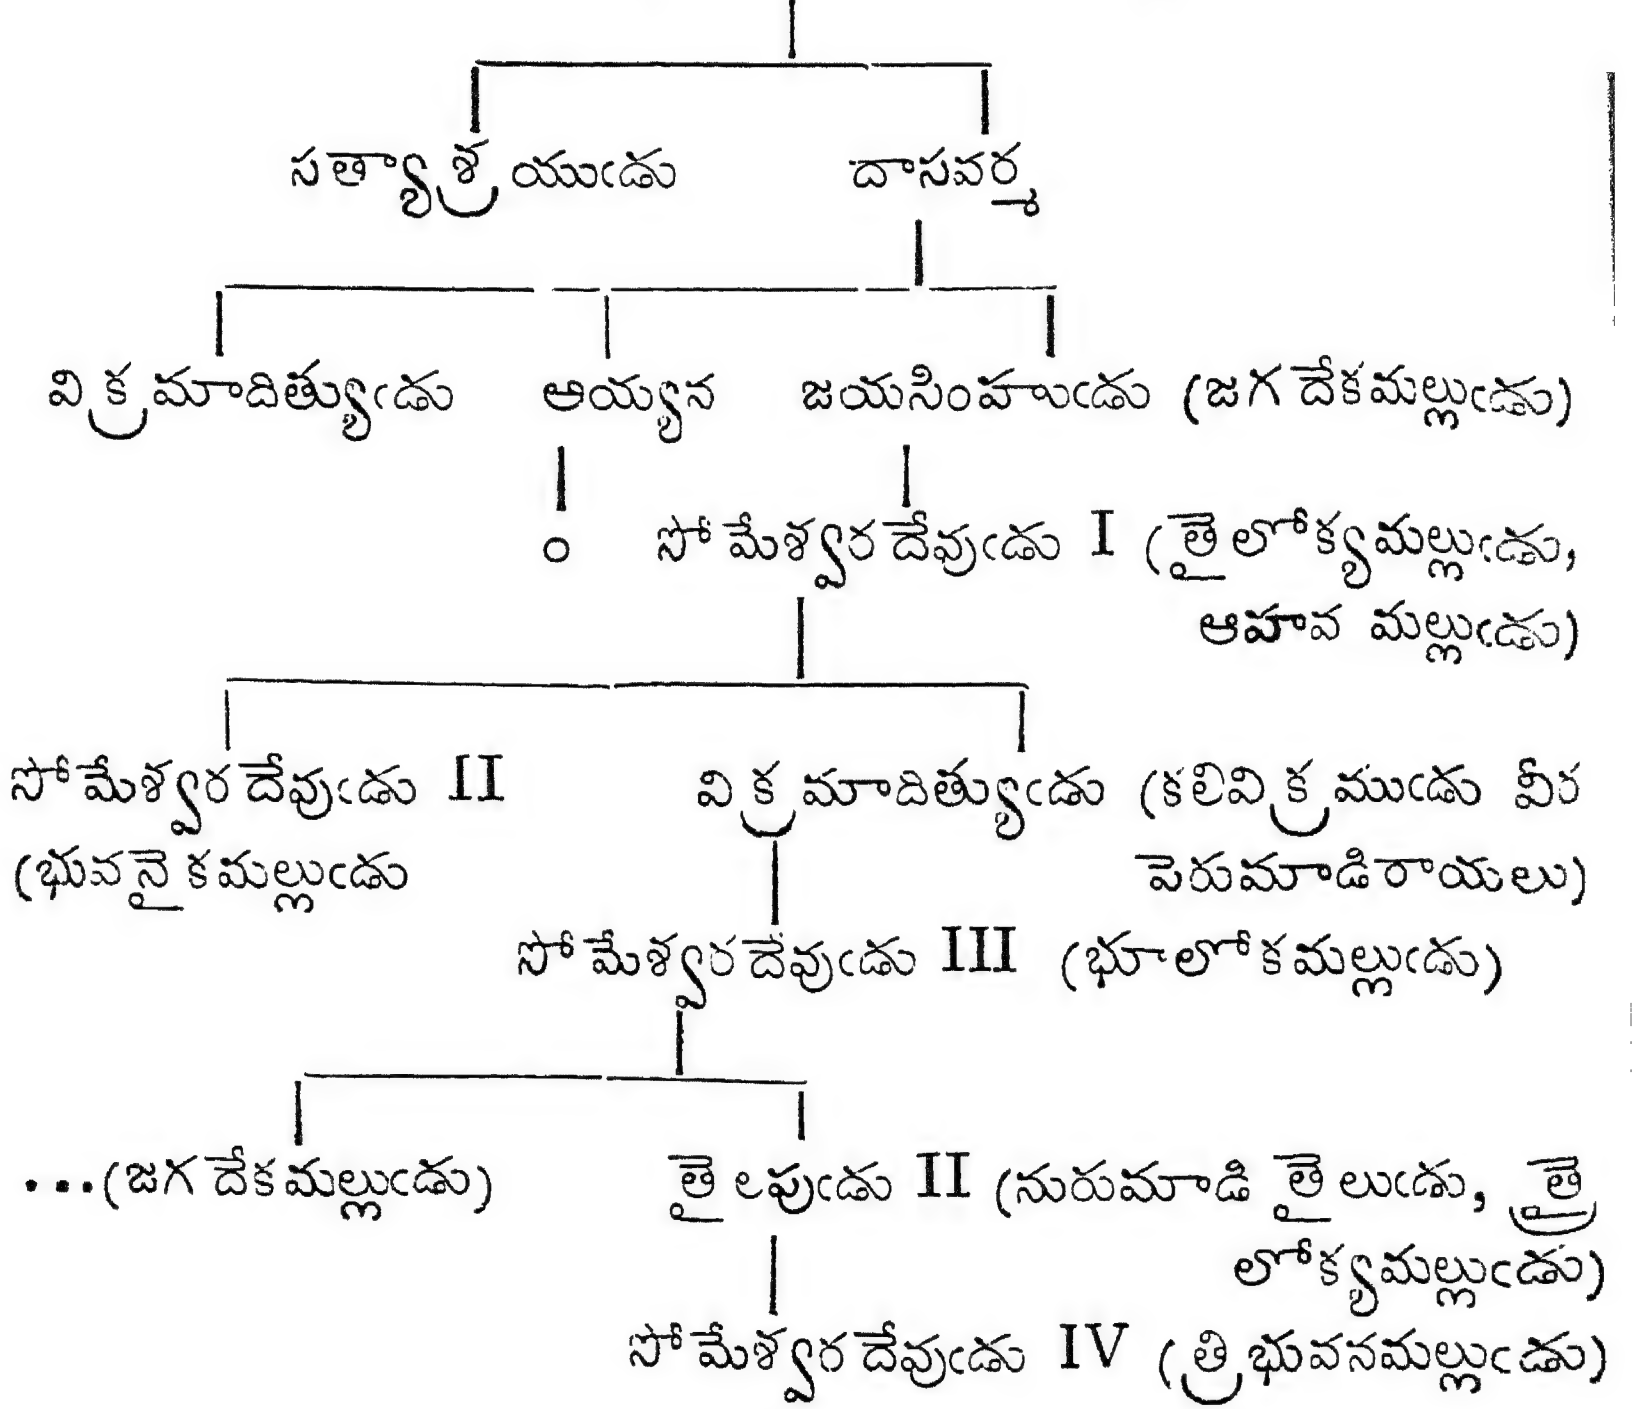 సత్యాశ్రయుఁడు దాసవర్మ
విక్రమాదిత్యుఁడు అయ్యన జయసింహుఁడు (జగదేకమల్లుఁడు)
ం సోమేశ్వరదేవుఁడు I (తైలోక్యమల్లుఁడు,
ఆహవ మల్లుఁడు)
సోమేశ్వరదేవుఁడు II విక్రమాదిత్యుఁడు (కలివిక్రముఁడు వీర
(భువనైకమల్లుఁడు పెరుమాడిరాయలు)
సోమేశ్వరదేవుఁడు III (భూలోకమల్లుఁడు)
...(జగదేకమల్లుఁడు) తైలపుఁడు II (నురుమాడి తైలుఁడు, త్రై
లోక్యమల్లుఁడు)
సోమేశ్వరదేవుఁడు IV (త్రిభువనమల్లుఁడు)